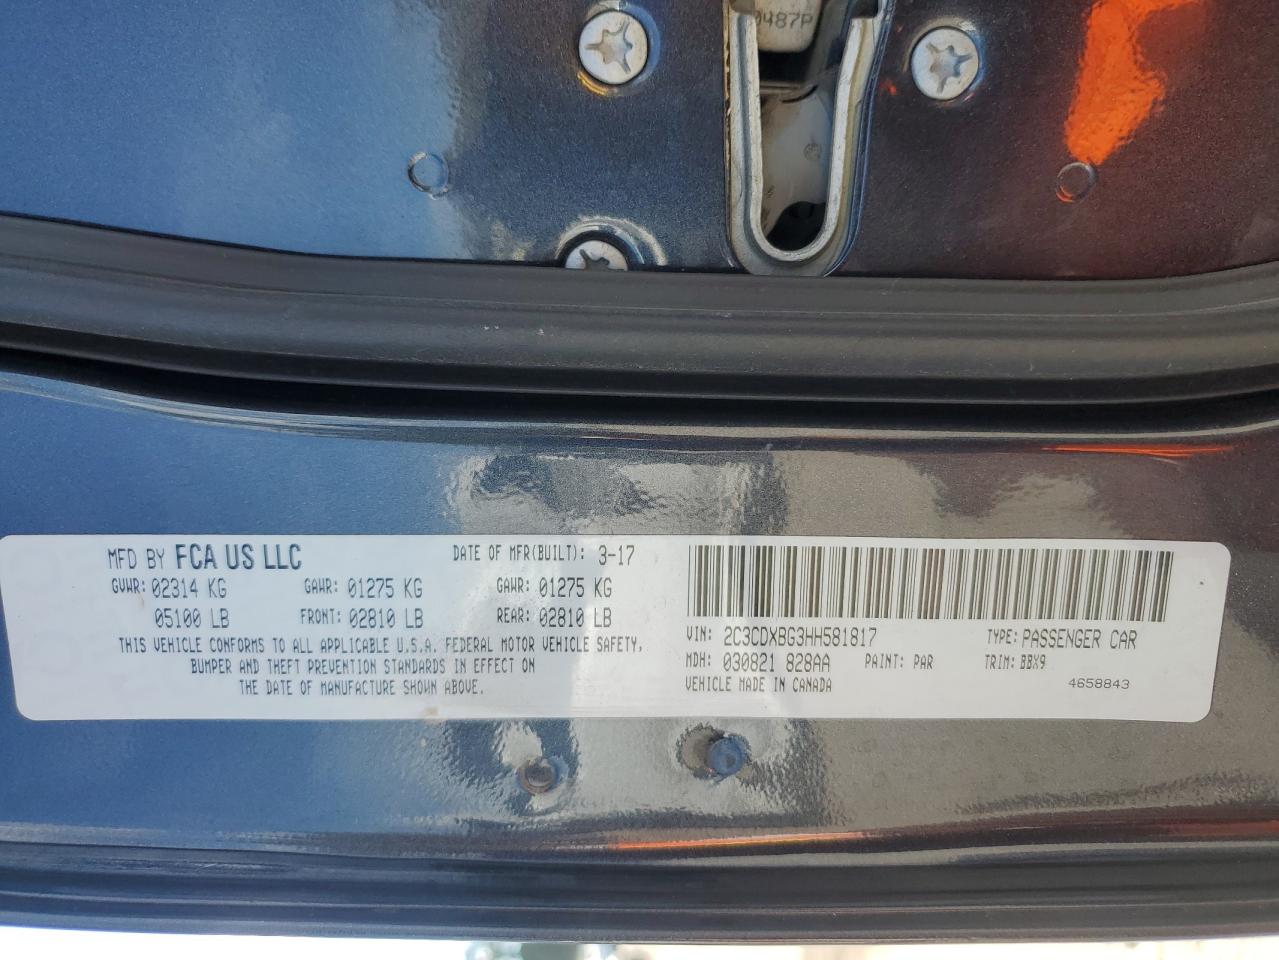 0487P
MFD BY FCA US LLC DATE OF MFR(BUILT): 3-17
GVWR: 02314 KG GAWR: 01275 KG GAWR: 01275 KG
05100 LB FRONT: 02810 LB REAR: 02810 LB
THIS VEHICLE CONFORMS TO ALL APPLICABLE U.S.A. FEDERAL MOTOR VEHICLE SAFETY,
BUMPER AND THEFT PREVENTION STANDARDS IN EFFECT ON
THE DATE OF MANUFACTURE SHOWN ABOVE.
VIN: 2C3CDXBG3HH581817 TYPE: PASSENGER CAR
MDH: 030821 828AA PAINT: PAR TRIM: BBX9
VEHICLE MADE IN CANADA 4658843